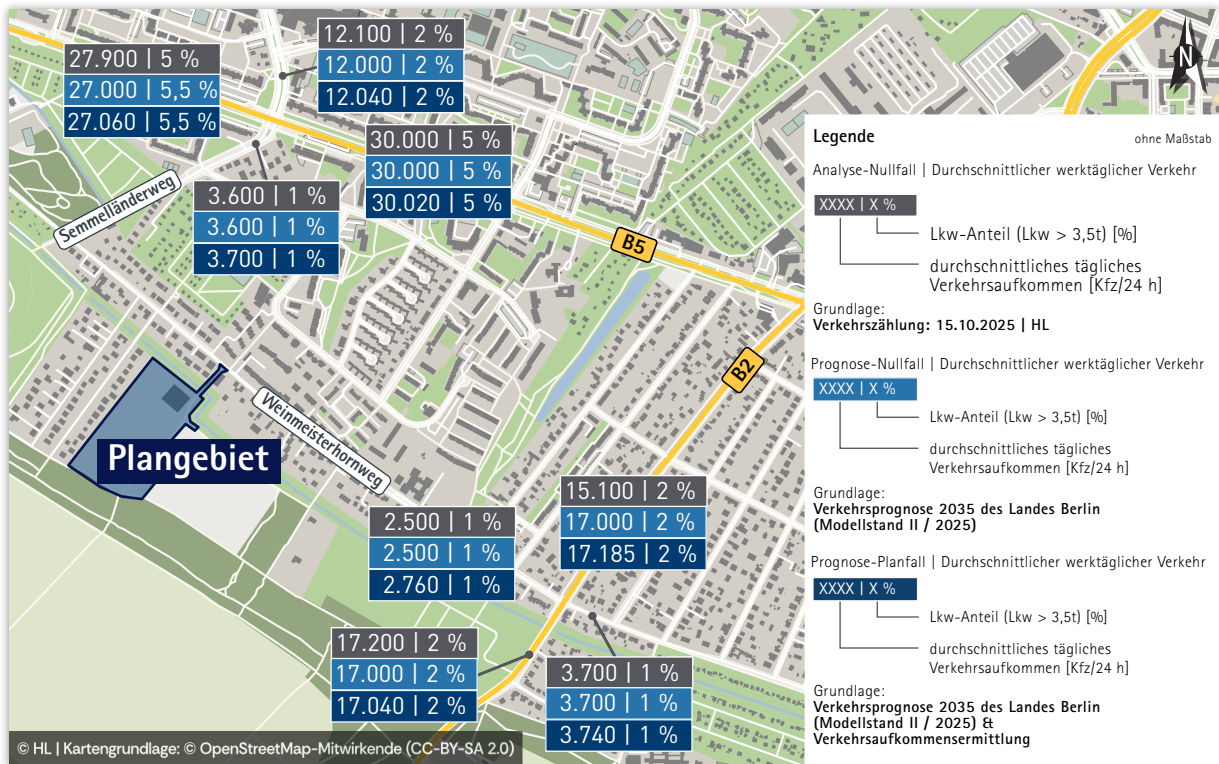 12.100 | 2 %
12.000 | 2 %
12.040 | 2 %
27.900 | 5 %
27.000 | 5,5 %
27.060 | 5,5 %
30.000 | 5 %
30.000 | 5 %
30.020 | 5 %
3.600 | 1 %
3.600 | 1 %
3.700 | 1 %
Semmelländerweg
B5
B2
Weinmeisterhornweg
Plangebiet
15.100 | 2 %
17.000 | 2 %
17.185 | 2 %
2.500 | 1 %
2.500 | 1 %
2.760 | 1 %
17.200 | 2 %
17.000 | 2 %
17.040 | 2 %
3.700 | 1 %
3.700 | 1 %
3.740 | 1 %
© HL | Kartengrundlage: © OpenStreetMap-Mitwirkende (CC-BY-SA 2.0)
N
Legende
ohne Maßstab
Analyse-Nullfall | Durchschnittlicher werktäglicher Verkehr
XXXX | X %
Lkw-Anteil (Lkw > 3,5t) [%]
durchschnittliches tägliches
Verkehrsaufkommen [Kfz/24 h]
Grundlage:
Verkehrszählung: 15.10.2025 | HL
Prognose-Nullfall | Durchschnittlicher werktäglicher Verkehr
XXXX | X %
Lkw-Anteil (Lkw > 3,5t) [%]
durchschnittliches tägliches
Verkehrsaufkommen [Kfz/24 h]
Grundlage:
Verkehrsprognose 2035 des Landes Berlin
(Modellstand II / 2025)
Prognose-Planfall | Durchschnittlicher werktäglicher Verkehr
XXXX | X %
Lkw-Anteil (Lkw > 3,5t) [%]
durchschnittliches tägliches
Verkehrsaufkommen [Kfz/24 h]
Grundlage:
Verkehrsprognose 2035 des Landes Berlin
(Modellstand II / 2025) &
Verkehrsaufkommensermittlung